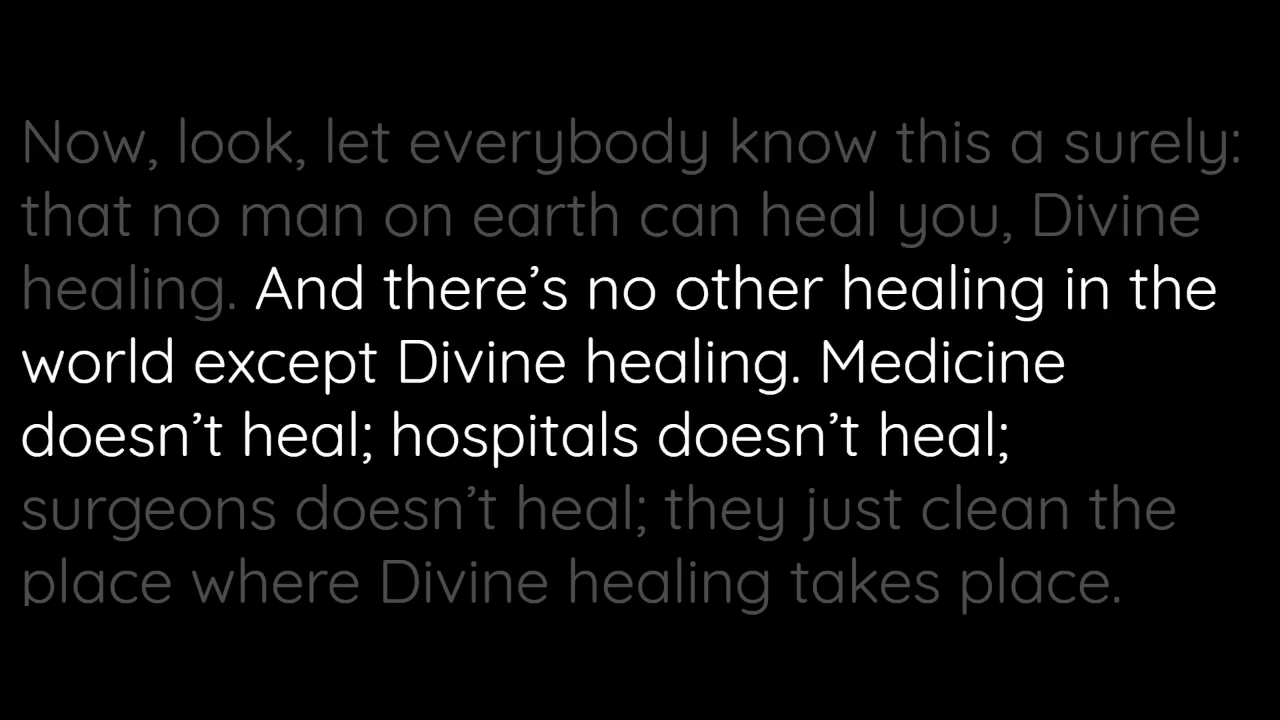 Now, look, let everybody know this a surely:
that no man on earth can heal you, Divine
healing. And there’s no other healing in the
world except Divine healing. Medicine
doesn’t heal; hospitals doesn’t heal;
surgeons doesn’t heal; they just clean the
place where Divine healing takes place.